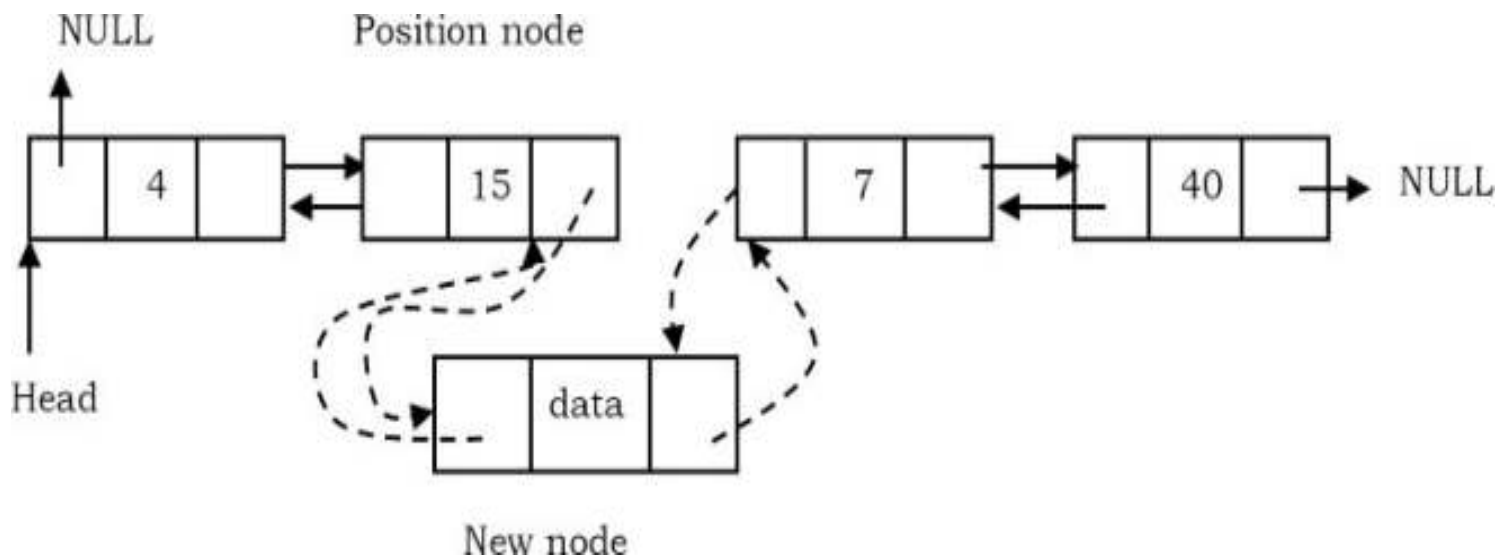 NULL Position node
4 15 7 40 NULL
Head
data
New node